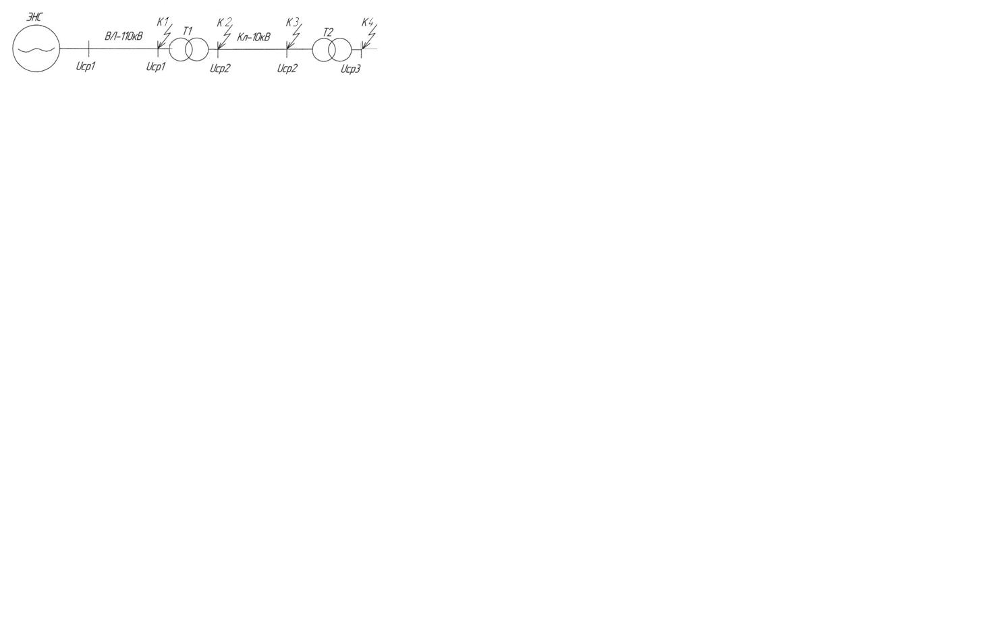 ЭНС
ВЛ-110кВ
К1
Т1
К2
Кл-10кВ
К3
Т2
К4
Uср1
Uср1
Uср2
Uср2
Uср3